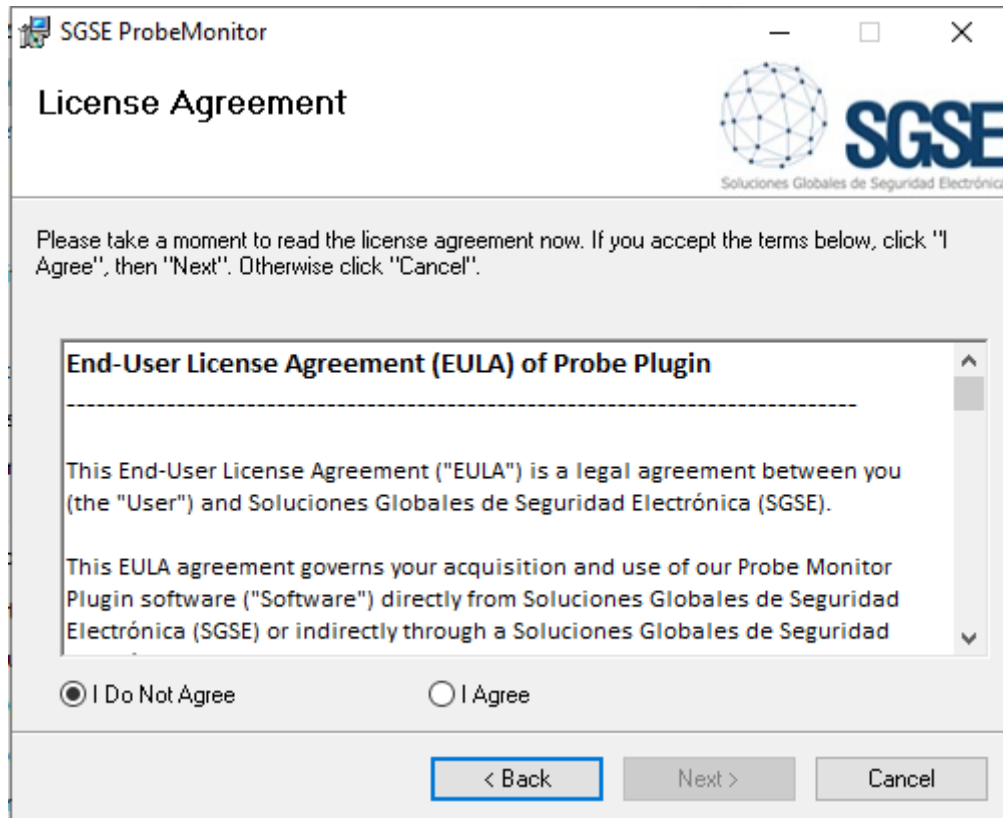 SGSE ProbeMonitor
License Agreement
SGSE
Soluciones Globales de Seguridad Electrónica
Please take a moment to read the license agreement now. If you accept the terms below, click "I
Agree", then "Next". Otherwise click "Cancel".
End-User License Agreement (EULA) of Probe Plugin
-------------------------------------------------------------------------------
This End-User License Agreement ("EULA") is a legal agreement between you
(the "User") and Soluciones Globales de Seguridad Electrónica (SGSE).
This EULA agreement governs your acquisition and use of our Probe Monitor
Plugin software ("Software") directly from Soluciones Globales de Seguridad
Electrónica (SGSE) or indirectly through a Soluciones Globales de Seguridad
I Do Not Agree
I Agree
< Back
Next >
Cancel